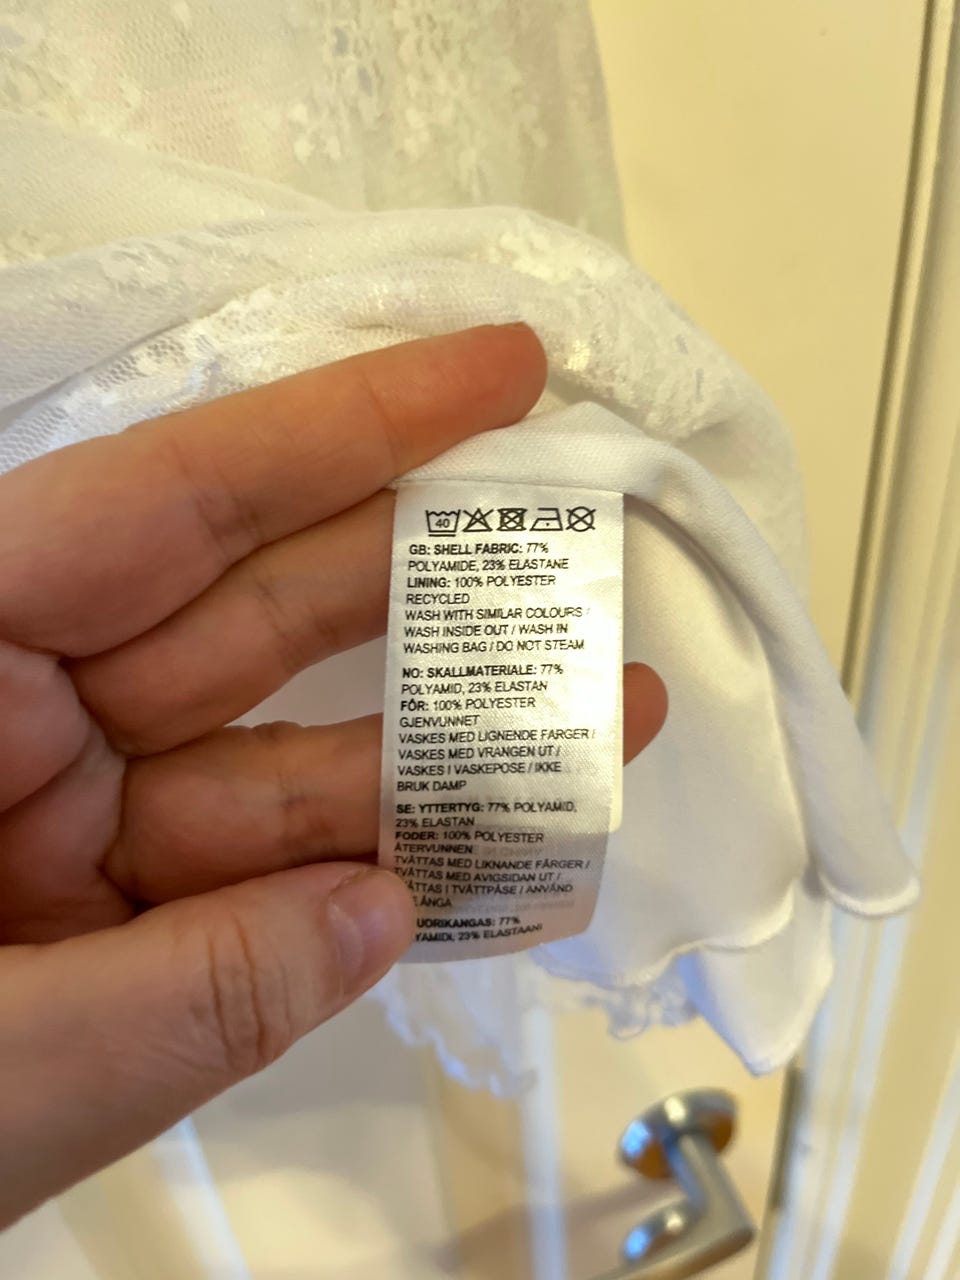 40
GB: SHELL FABRIC: 77%
POLYAMIDE, 23% ELASTANE
LINING: 100% POLYESTER
RECYCLED
WASH WITH SIMILAR COLOURS /
WASH INSIDE OUT / WASH IN
WASHING BAG / DO NOT STEAM
NO: SKALLMATERIALE: 77%
POLYAMID, 23% ELASTAN
FÔR: 100% POLYESTER
GJENVUNNET
VASKES MED LIGNENDE FARGER /
VASKES MED VRANGEN UT /
VASKES I VASKEPOSE / IKKE
BRUK DAMP
SE: YTTERTYG: 77% POLYAMID,
23% ELASTAN
FODER: 100% POLYESTER
ÅTERVUNNEN
TVÄTTAS MED LIKNANDE FÄRGER /
TVÄTTAS MED AVIGSIDAN UT /
TVÄTTAS I TVÄTTPÅSE / ANVÄND
ÅNGA
UORIKANGAS: 77%
YAMIDI, 23% ELASTAANI